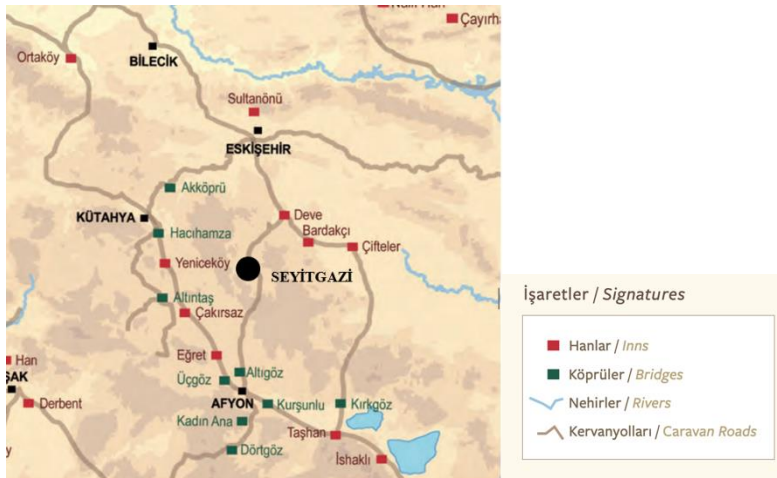 Çayırha
Ortaköy
BİLECİK
Sultanönü
ESKİŞEHİR
Akköprü
KÜTAHYA
Deve
Hacıhamza
Bardakçı
Çifteler
Yeniceköy
SEYİTGAZİ
Altıntaş
Çakırsaz
Eğret
Han
Altıgöz
Üçgöz
ŞAK
Derbent
AFYON
Kurşunlu
Kırkgöz
Kadın Ana
Taşhan
Dörtgöz
İshaklı
y
İşaretler / Signatures
Hanlar / Inns
Köprüler / Bridges
Nehirler / Rivers
Kervanyolları / Caravan Roads